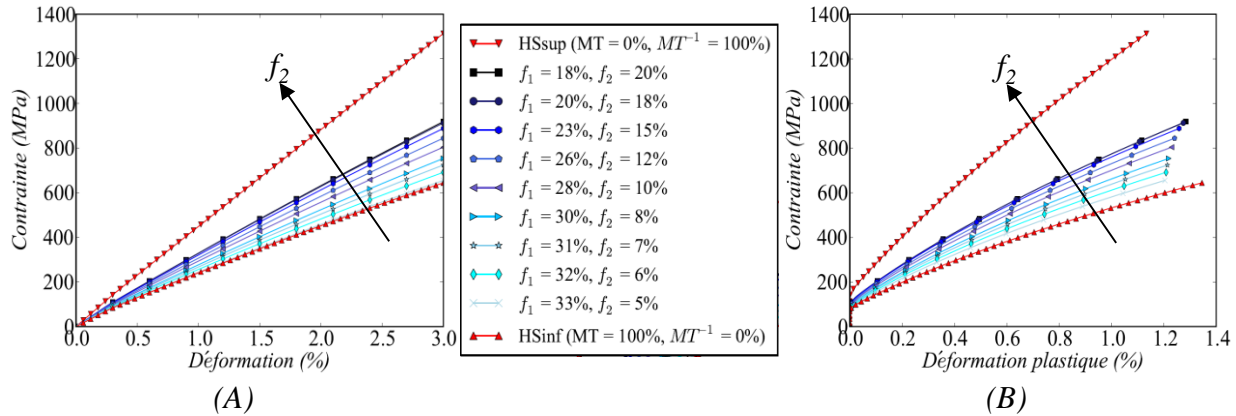 1400
1200
1000
800
600
400
200
0
Contrainte (MPa)
0.0
0.5
1.0
1.5
2.0
2.5
3.0
Déformation (%)
f₂
(A)
HSsup (MT = 0%, MT⁻¹ = 100%)
f₁ = 18%, f₂ = 20%
f₁ = 20%, f₂ = 18%
f₁ = 23%, f₂ = 15%
f₁ = 26%, f₂ = 12%
f₁ = 28%, f₂ = 10%
f₁ = 30%, f₂ = 8%
f₁ = 31%, f₂ = 7%
f₁ = 32%, f₂ = 6%
f₁ = 33%, f₂ = 5%
HSinf (MT = 100%, MT⁻¹ = 0%)
1400
1200
1000
800
600
400
200
0
Contrainte (MPa)
0.0
0.2
0.4
0.6
0.8
1.0
1.2
1.4
Déformation plastique (%)
f₂
(B)